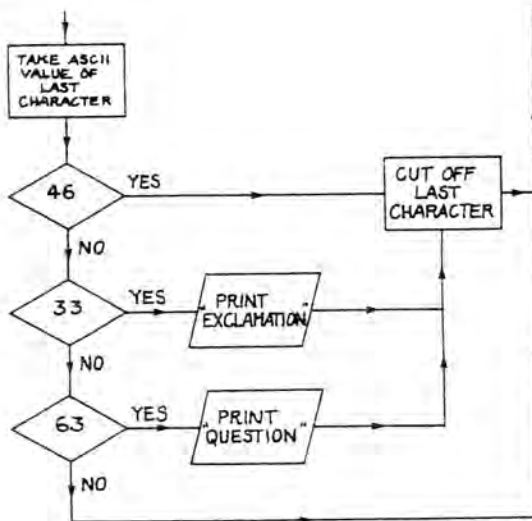 TAKE ASCII
VALUE OF
LAST
CHARACTER
46
YES
CUT OFF
LAST
CHARACTER
NO
33
YES
"PRINT
EXCLAMATION"
NO
63
YES
"PRINT
QUESTION"
NO